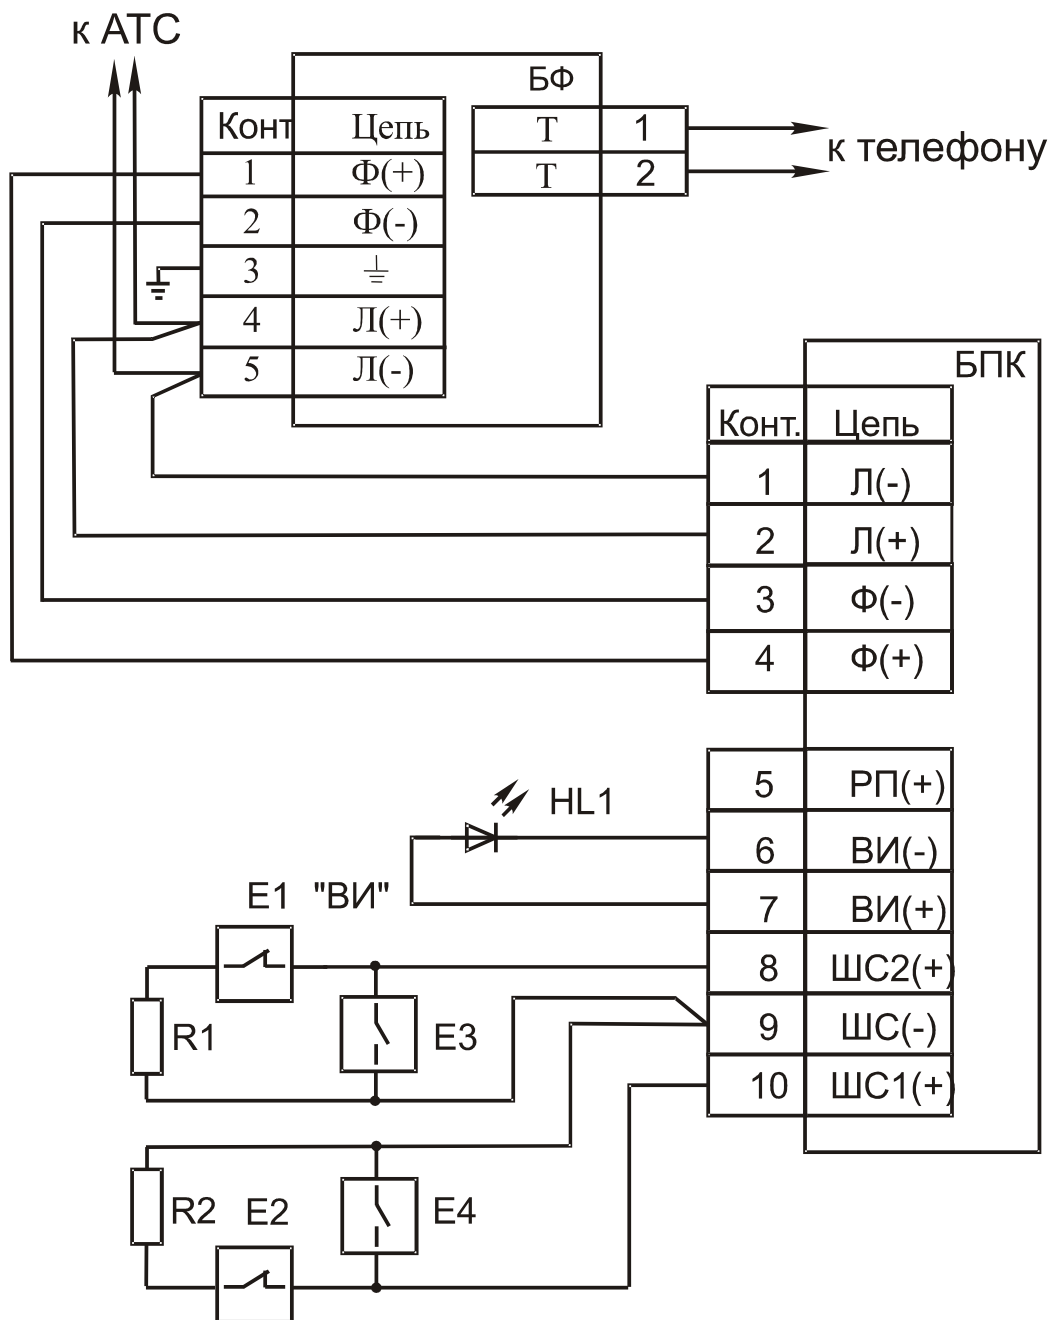 к АТС
БФ
Конт Цепь
1 Ф(+)
2 Ф(-)
3
4 Л(+)
5 Л(-)
Т 1
Т 2
к телефону
БПК
Конт. Цепь
1 Л(-)
2 Л(+)
3 Ф(-)
4 Ф(+)
5 РП(+)
6 ВИ(-)
7 ВИ(+)
8 ШС2(+)
9 ШС(-)
10 ШС1(+)
HL1
E1 "ВИ"
R1
E3
R2
E2
E4